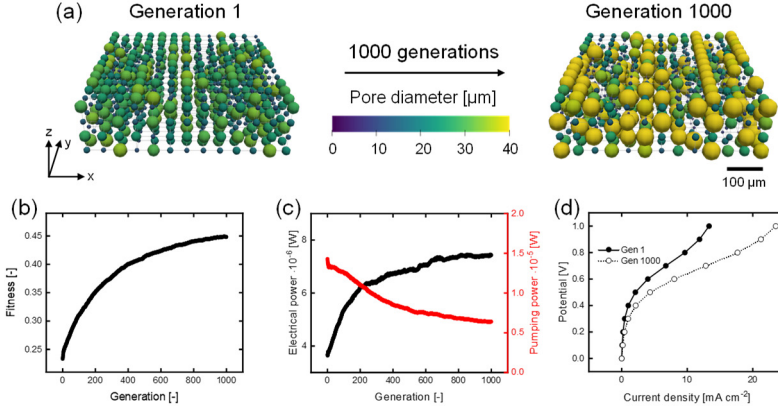 (a)
Generation 1
Generation 1000
1000 generations
Pore diameter [µm]
0 10 20 30 40
z
y
x
100 µm
(b)
Fitness [-]
0.45
0.40
0.35
0.30
0.25
0 200 400 600 800 1000
Generation [-]
(c)
Electrical power ·10⁻⁶ [W]
8
6
4
2.0
1.5
1.0
0.5
0.0
Pumping power ·10⁻⁵ [W]
0 200 400 600 800 1000
Generation [-]
(d)
Potential [V]
1.0
0.8
0.6
0.4
0.2
0.0
Gen 1
Gen 1000
0 10 20
Current density [mA cm⁻²]